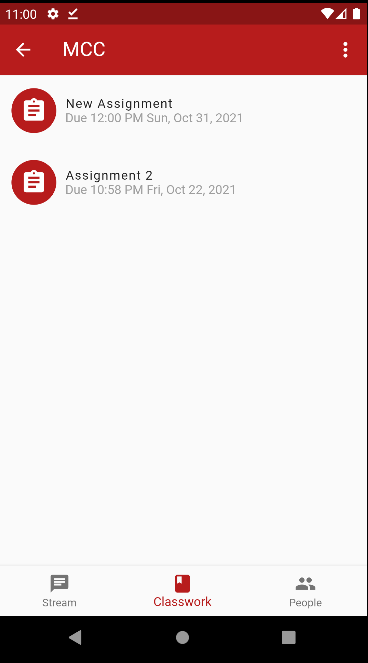 11:00
MCC
New Assignment
Due 12:00 PM Sun, Oct 31, 2021
Assignment 2
Due 10:58 PM Fri, Oct 22, 2021
Stream
Classwork
People